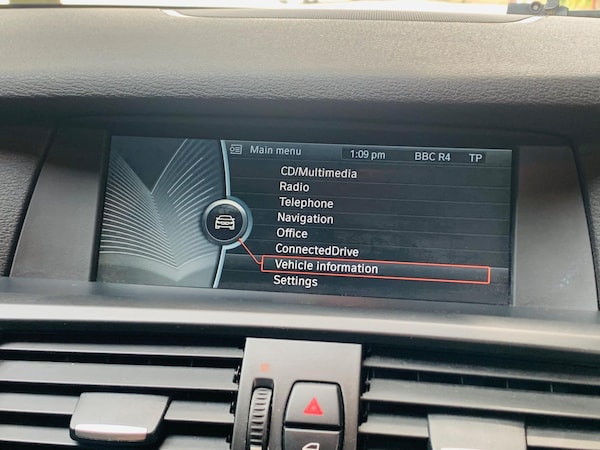 Main menu 1:09 pm BBC R4 TP
CD/Multimedia
Radio
Telephone
Navigation
Office
ConnectedDrive
Vehicle information
Settings